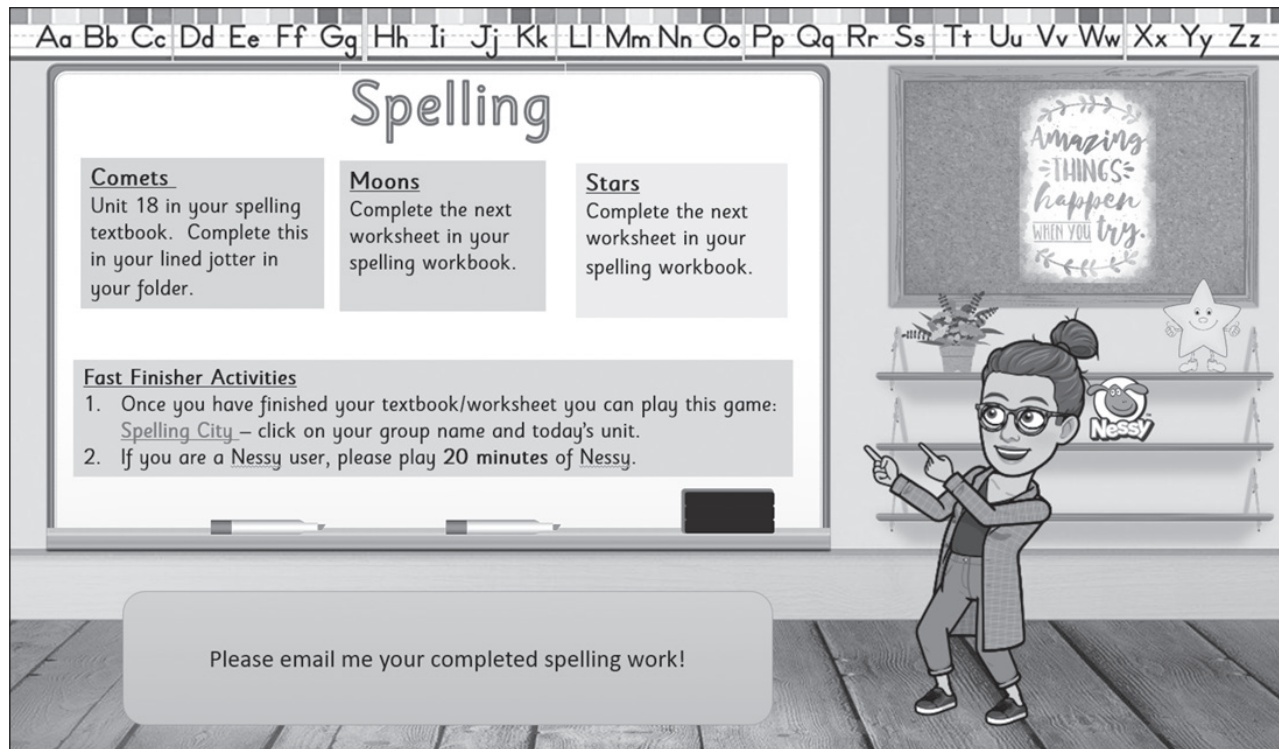 Aa Bb Cc Dd Ee Ff Gg Hh Ii Jj Kk Ll Mm Nn Oo Pp Qq Rr Ss Tt Uu Vv Ww Xx Yy Zz
Spelling
Comets
Unit 18 in your spelling
textbook. Complete this
in your lined jotter in
your folder.
Moons
Complete the next
worksheet in your
spelling workbook.
Stars
Complete the next
worksheet in your
spelling workbook.
Fast Finisher Activities
1. Once you have finished your textbook/worksheet you can play this game:
Spelling City – click on your group name and today's unit.
2. If you are a Nessy user, please play 20 minutes of Nessy.
Amazing
THINGS
happen
WHEN YOU try.
Nessy™
Please email me your completed spelling work!